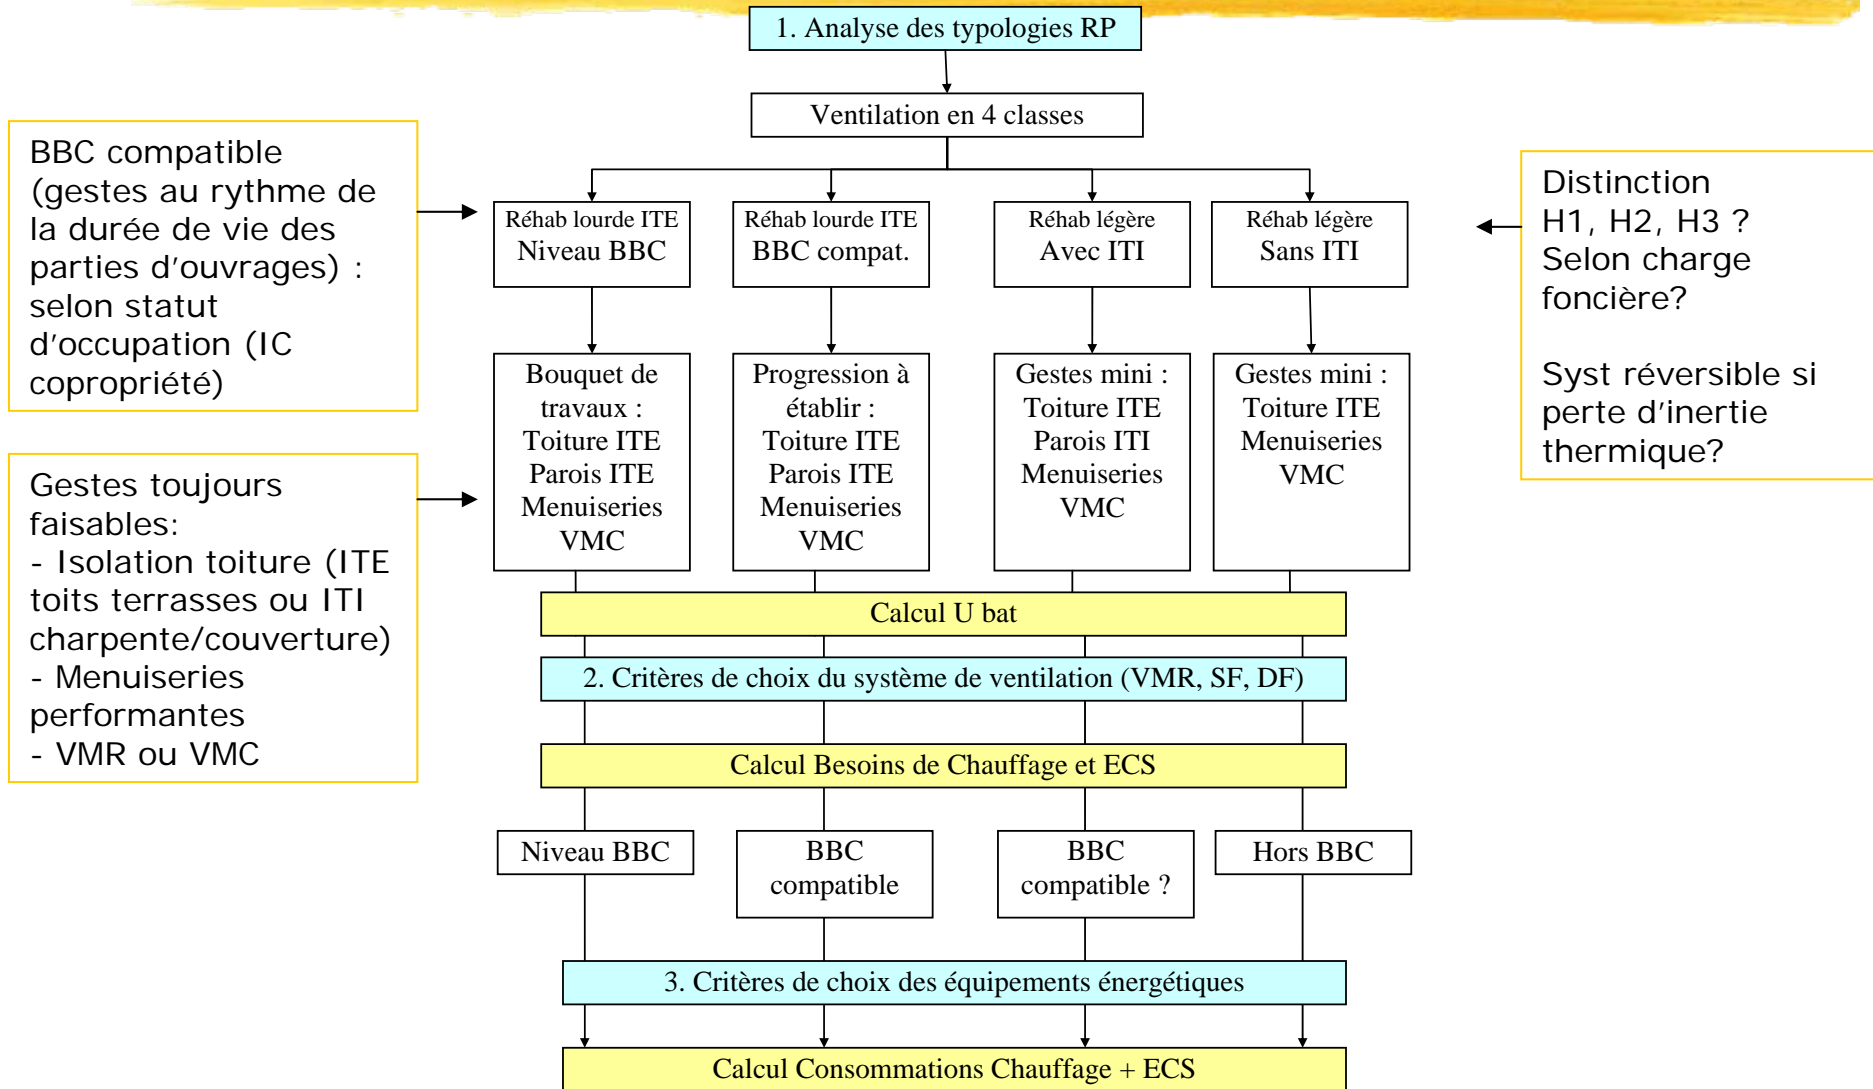 1. Analyse des typologies RP
Ventilation en 4 classes
BBC compatible
(gestes au rythme de
la durée de vie des
parties d'ouvrages) :
selon statut
d'occupation (IC
copropriété)
Gestes toujours
faisables:
- Isolation toiture (ITE
toits terrasses ou ITI
charpente/couverture)
- Menuiseries
performantes
- VMR ou VMC
Réhab lourde ITE
Niveau BBC
Réhab lourde ITE
BBC compat.
Réhab légère
Avec ITI
Réhab légère
Sans ITI
Distinction
H1, H2, H3 ?
Selon charge
foncière?
Syst réversible si
perte d'inertie
thermique?
Bouquet de
travaux :
Toiture ITE
Parois ITE
Menuiseries
VMC
Progression à
établir :
Toiture ITE
Parois ITE
Menuiseries
VMC
Gestes mini :
Toiture ITE
Parois ITI
Menuiseries
VMC
Gestes mini :
Toiture ITE
Menuiseries
VMC
Calcul U bat
2. Critères de choix du système de ventilation (VMR, SF, DF)
Calcul Besoins de Chauffage et ECS
Niveau BBC
BBC
compatible
BBC
compatible ?
Hors BBC
3. Critères de choix des équipements énergétiques
Calcul Consommations Chauffage + ECS